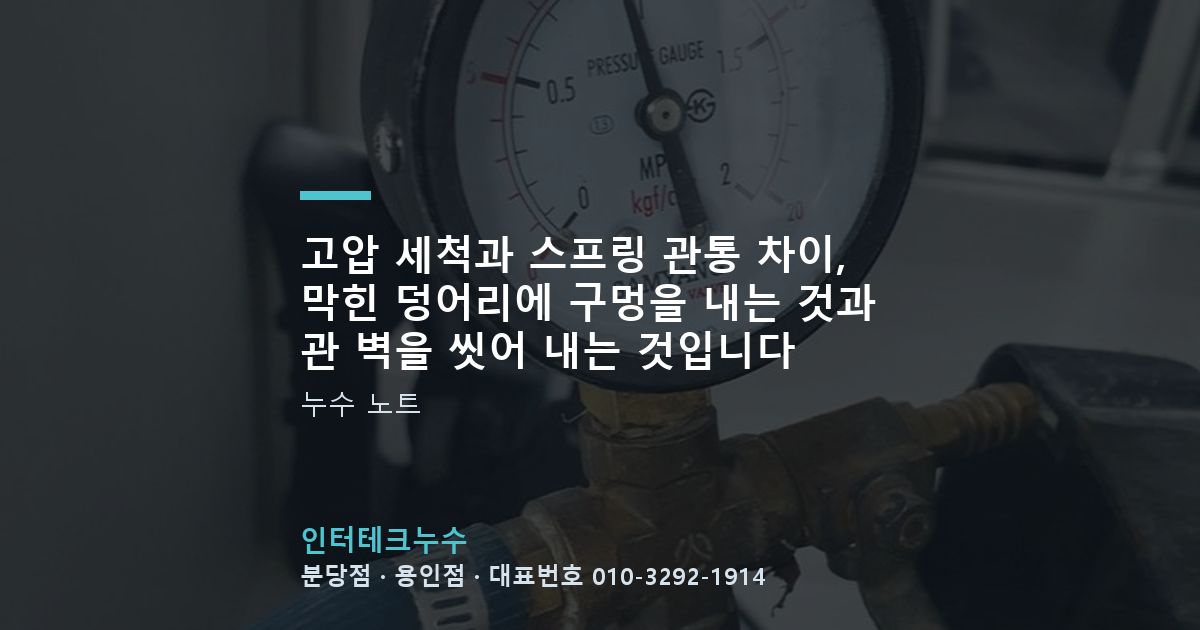 PRESSURE GAUGE
0.5
1.5
0
2
20
kgf/c
고압 세척과 스프링 관통 차이,
막힌 덩어리에 구멍을 내는 것과
관 벽을 씻어 내는 것입니다
누수 노트
인터테크누수
분당점 · 용인점 · 대표번호 010-3292-1914